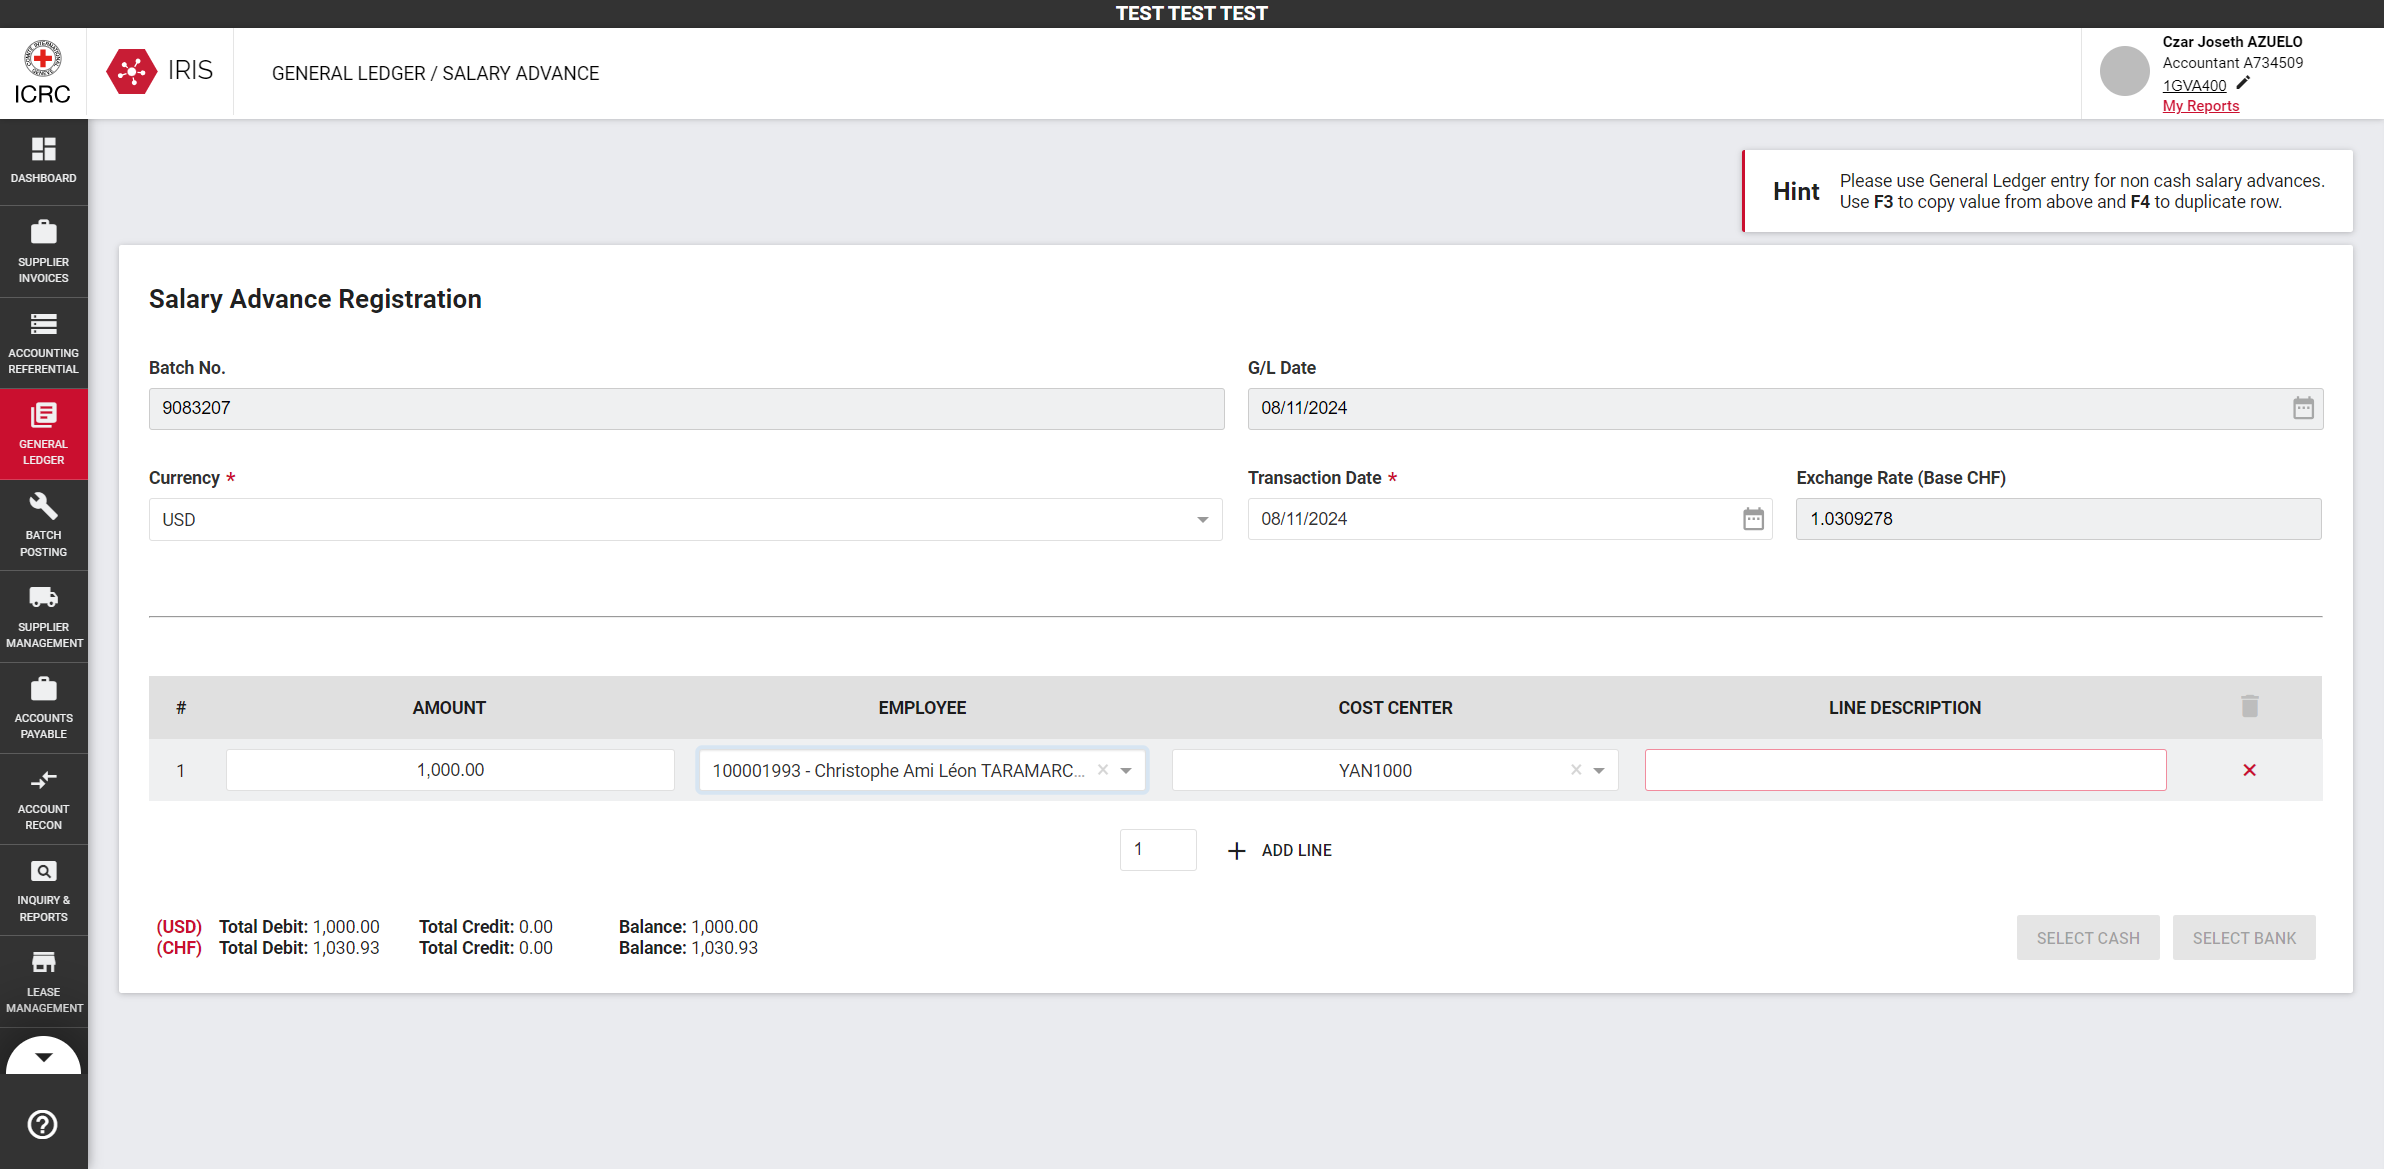 TEST TEST TEST
ICRC
IRIS
GENERAL LEDGER / SALARY ADVANCE
Czar Joseth AZUELO
Accountant A734509
1GVA400
My Reports
DASHBOARD
SUPPLIER
INVOICES
ACCOUNTING
REFERENTIAL
GENERAL
LEDGER
BATCH
POSTING
SUPPLIER
MANAGEMENT
ACCOUNTS
PAYABLE
ACCOUNT
RECON
INQUIRY &
REPORTS
LEASE
MANAGEMENT
Hint
Please use General Ledger entry for non cash salary advances.
Use F3 to copy value from above and F4 to duplicate row.
Salary Advance Registration
Batch No.
9083207
G/L Date
08/11/2024
Currency *
USD
Transaction Date *
08/11/2024
Exchange Rate (Base CHF)
1.0309278
# AMOUNT EMPLOYEE COST CENTER LINE DESCRIPTION
1 1,000.00 100001993 - Christophe Ami Léon TARAMARC... × YAN1000 ×
1 + ADD LINE
(USD) Total Debit: 1,000.00 Total Credit: 0.00 Balance: 1,000.00
(CHF) Total Debit: 1,030.93 Total Credit: 0.00 Balance: 1,030.93
SELECT CASH SELECT BANK